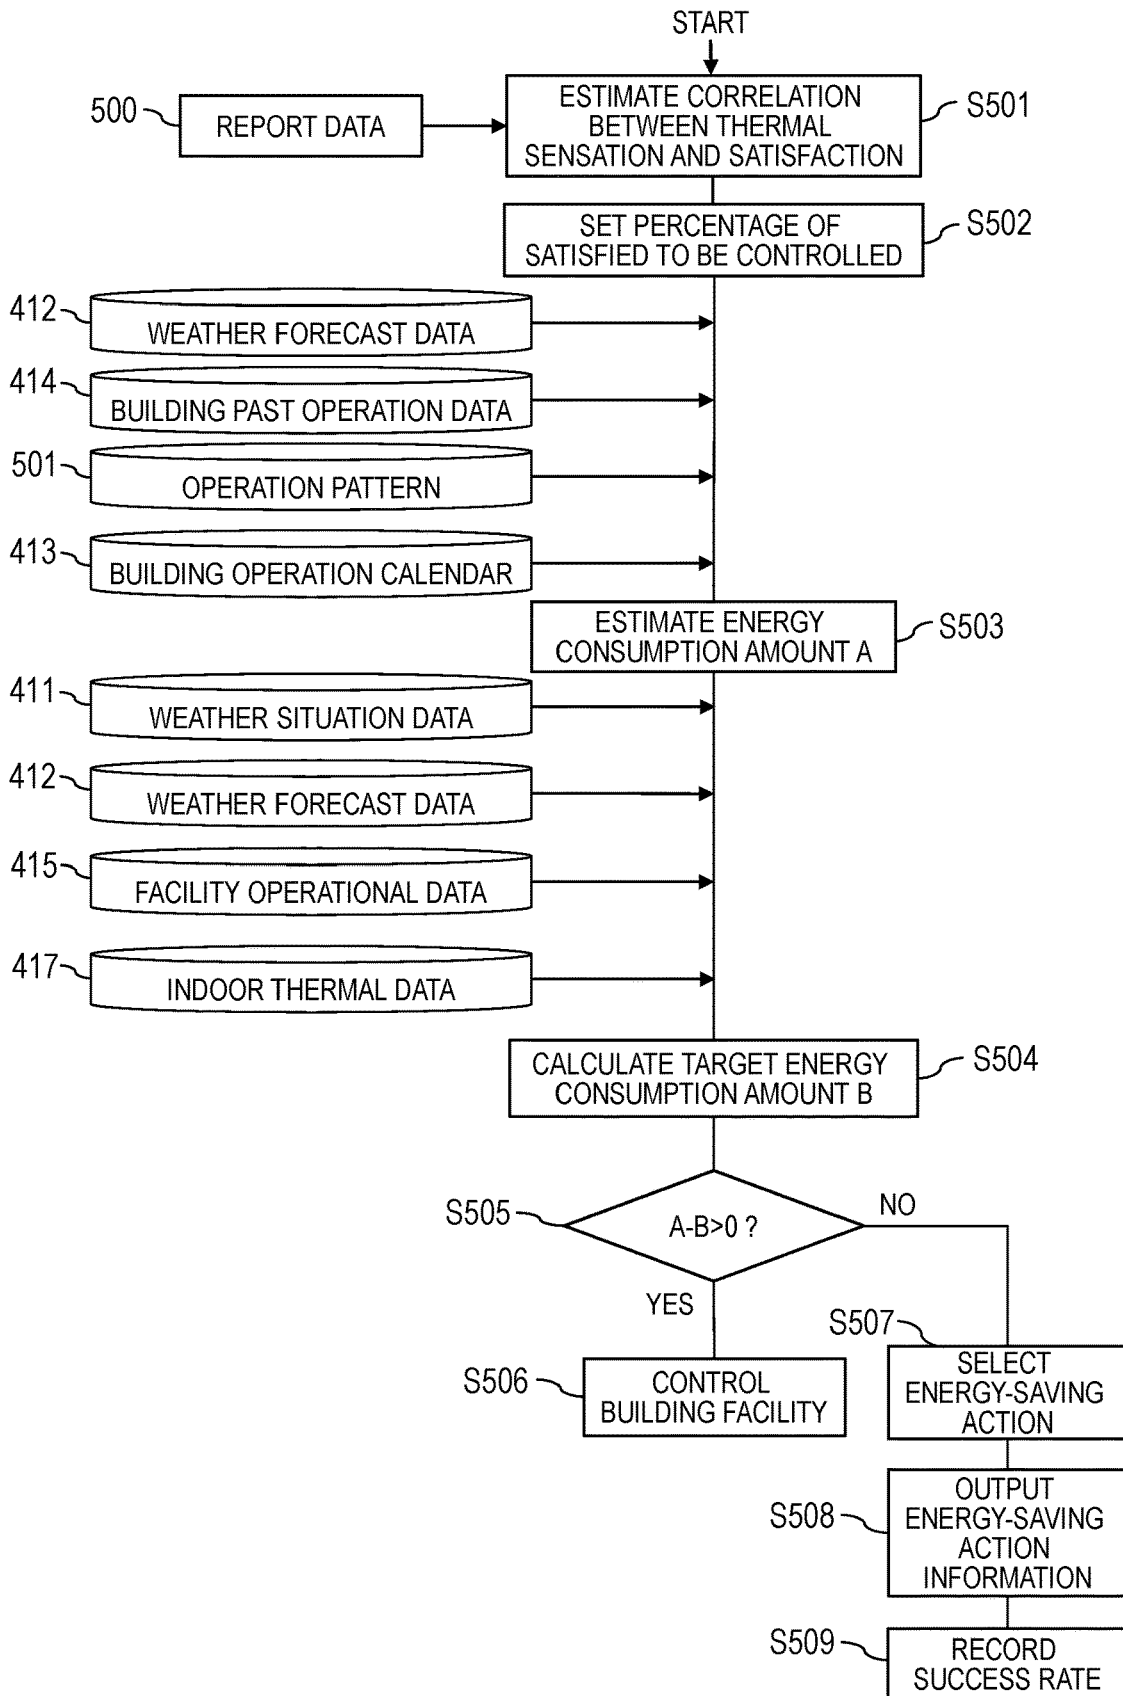 START
500
REPORT DATA
ESTIMATE CORRELATION
BETWEEN THERMAL
SENSATION AND SATISFACTION
S501
SET PERCENTAGE OF
SATISFIED TO BE CONTROLLED
S502
412
WEATHER FORECAST DATA
414
BUILDING PAST OPERATION DATA
501
OPERATION PATTERN
413
BUILDING OPERATION CALENDAR
ESTIMATE ENERGY
CONSUMPTION AMOUNT A
S503
411
WEATHER SITUATION DATA
412
WEATHER FORECAST DATA
415
FACILITY OPERATIONAL DATA
417
INDOOR THERMAL DATA
CALCULATE TARGET ENERGY
CONSUMPTION AMOUNT B
S504
S505
A-B>0 ?
NO
YES
S506
CONTROL
BUILDING FACILITY
S507
SELECT
ENERGY-SAVING
ACTION
S508
OUTPUT
ENERGY-SAVING
ACTION
INFORMATION
S509
RECORD
SUCCESS RATE